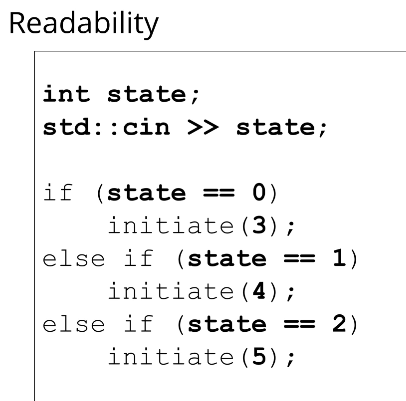 Readability
int state;
std::cin >> state;
if (state == 0)
initiate(3);
else if (state == 1)
initiate(4);
else if (state == 2)
initiate(5);